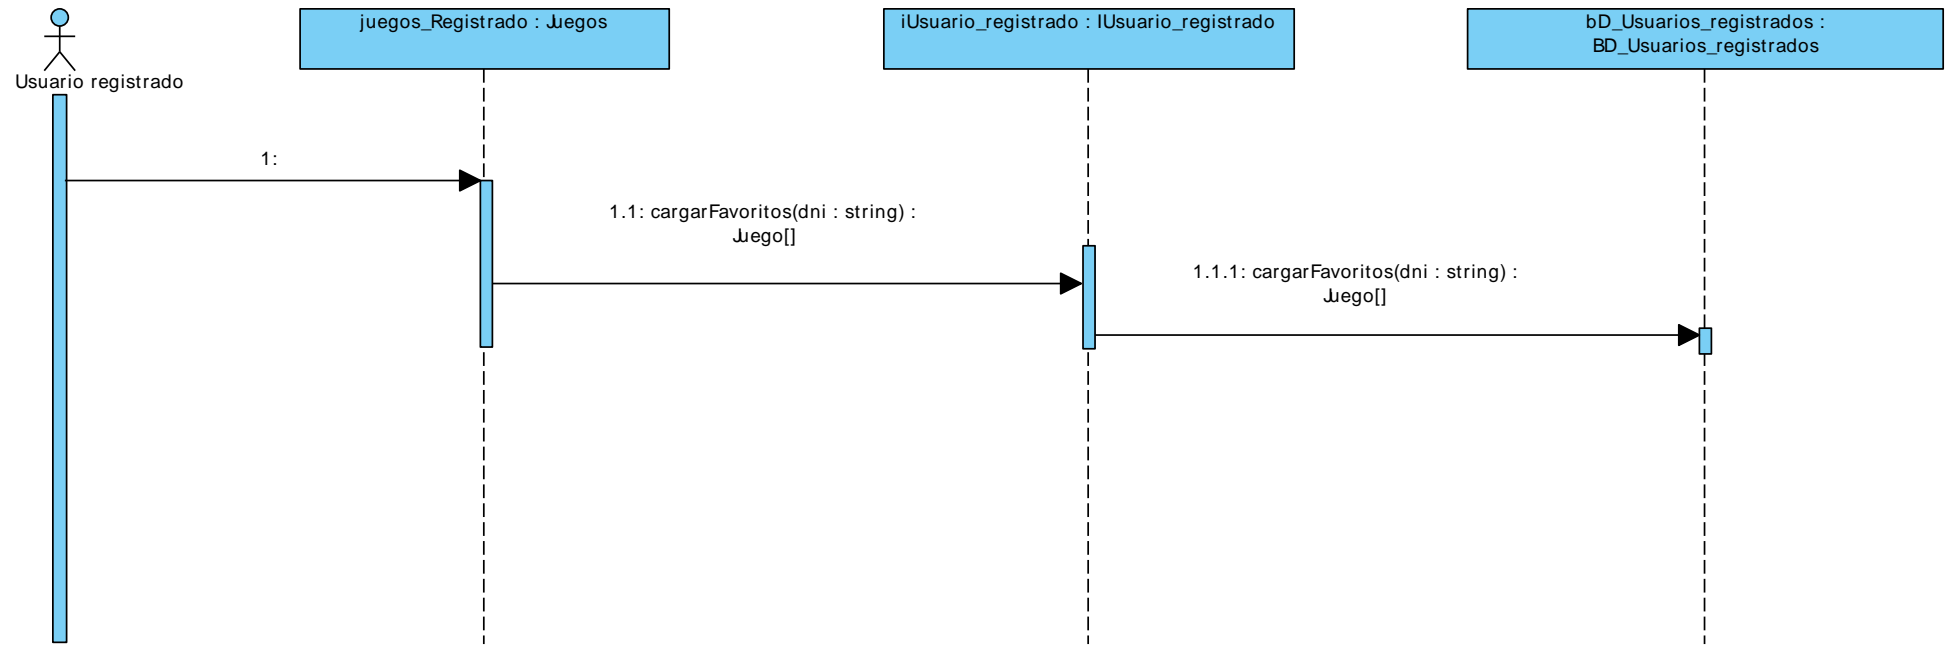 juegos_Registrado : Juegos
iUsuario_registrado : IUsuario_registrado
bD_Usuarios_registrados :
BD_Usuarios_registrados
Usuario registrado
1:
1.1: cargarFavoritos(dni : string) :
Juego[]
1.1.1: cargarFavoritos(dni : string) :
Juego[]